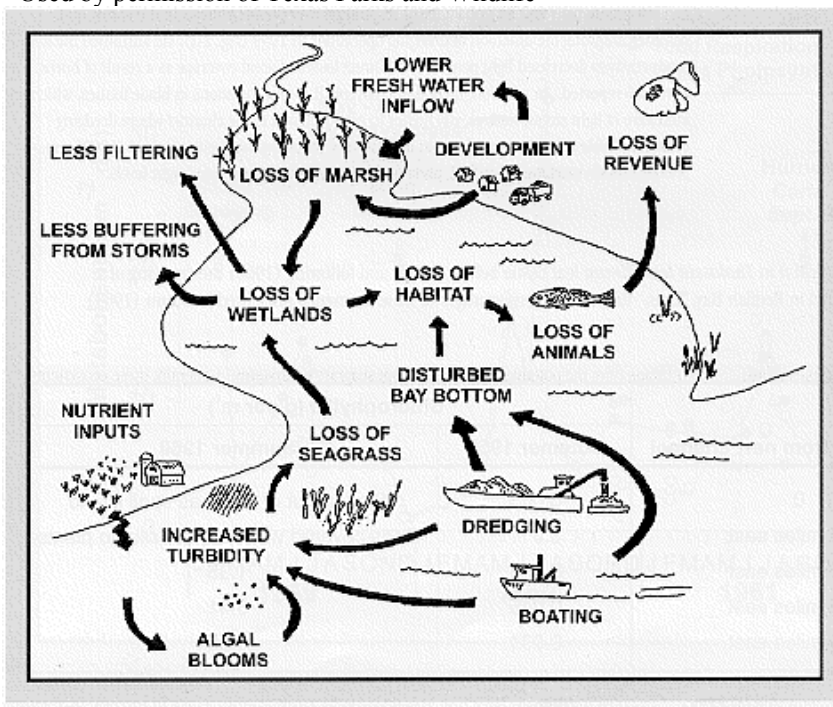 Used by permission of Texas Parks and Wildlife
LOWER
FRESH WATER
INFLOW
DEVELOPMENT
LOSS OF
REVENUE
LESS FILTERING
LOSS OF MARSH
LESS BUFFERING
FROM STORMS
LOSS OF
WETLANDS
LOSS OF
HABITAT
LOSS OF
ANIMALS
DISTURBED
BAY BOTTOM
NUTRIENT
INPUTS
LOSS OF
SEAGRASS
INCREASED
TURBIDITY
DREDGING
BOATING
ALGAL
BLOOMS